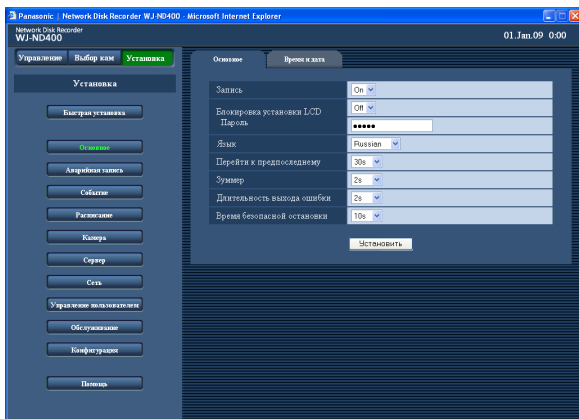 Panasonic | Network Disk Recorder WJ-ND400 - Microsoft Internet Explorer
Network Disk Recorder
WJ-ND400
01.Jan.09 0:00
Управление Выбор кам Установка
Установка
Быстрая установка
Основное
Аварийная запись
Событие
Расписание
Камера
Сервер
Сеть
Управление пользователем
Обслуживание
Конфигурация
Помощь
Основное Время и дата
Запись On
Блокировка установки LCD Off
Пароль •••••
Язык Russian
Перейти к предпоследнему 30s
Зуммер 2s
Длительность выхода ошибки 2s
Время безопасной остановки 10s
Установить